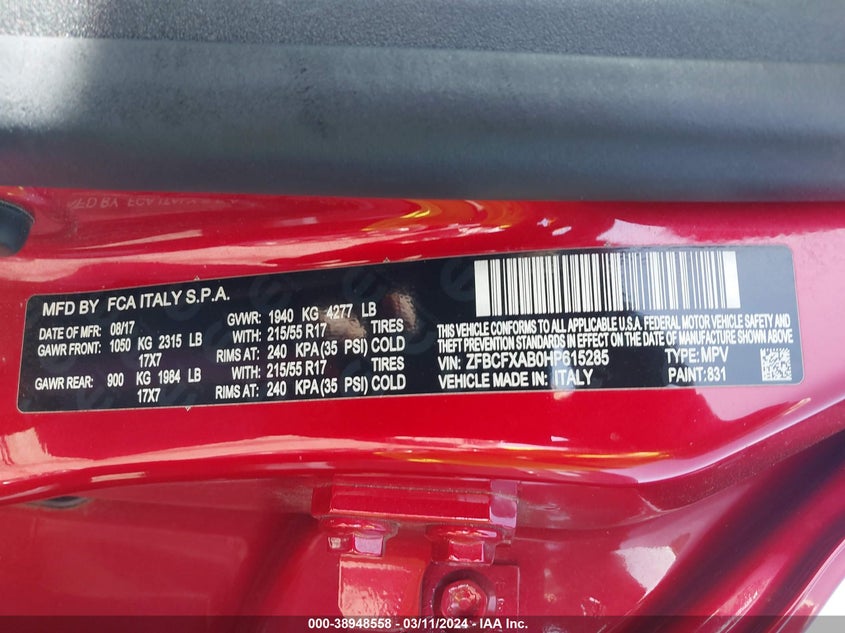 MFD BY FCA ITALY S.P.A.
DATE OF MFR 08/17 GVWR: 1940 KG 4277 LB
GAWR FRONT: 1050 KG 2315 LB WITH: 215/55 R17 TIRES
17X7 RIMS AT: 240 KPA(35 PSI) COLD
GAWR REAR: 900 KG 1984 LB WITH: 215/55 R17 TIRES
17X7 RIMS AT: 240 KPA(35 PSI) COLD
THIS VEHICLE CONFORMS TO ALL APPLICABLE U.S.A. FEDERAL MOTOR VEHICLE SAFETY AND
THEFT PREVENTION STANDARDS IN EFFECT ON THE DATE OF MANUFACTURE SHOWN ABOVE
VIN: ZFBCFXAB0HP615285 TYPE: MPV
VEHICLE MADE IN: ITALY PAINT: 831
000-38948558 - 03/11/2024 - IAA, Inc.